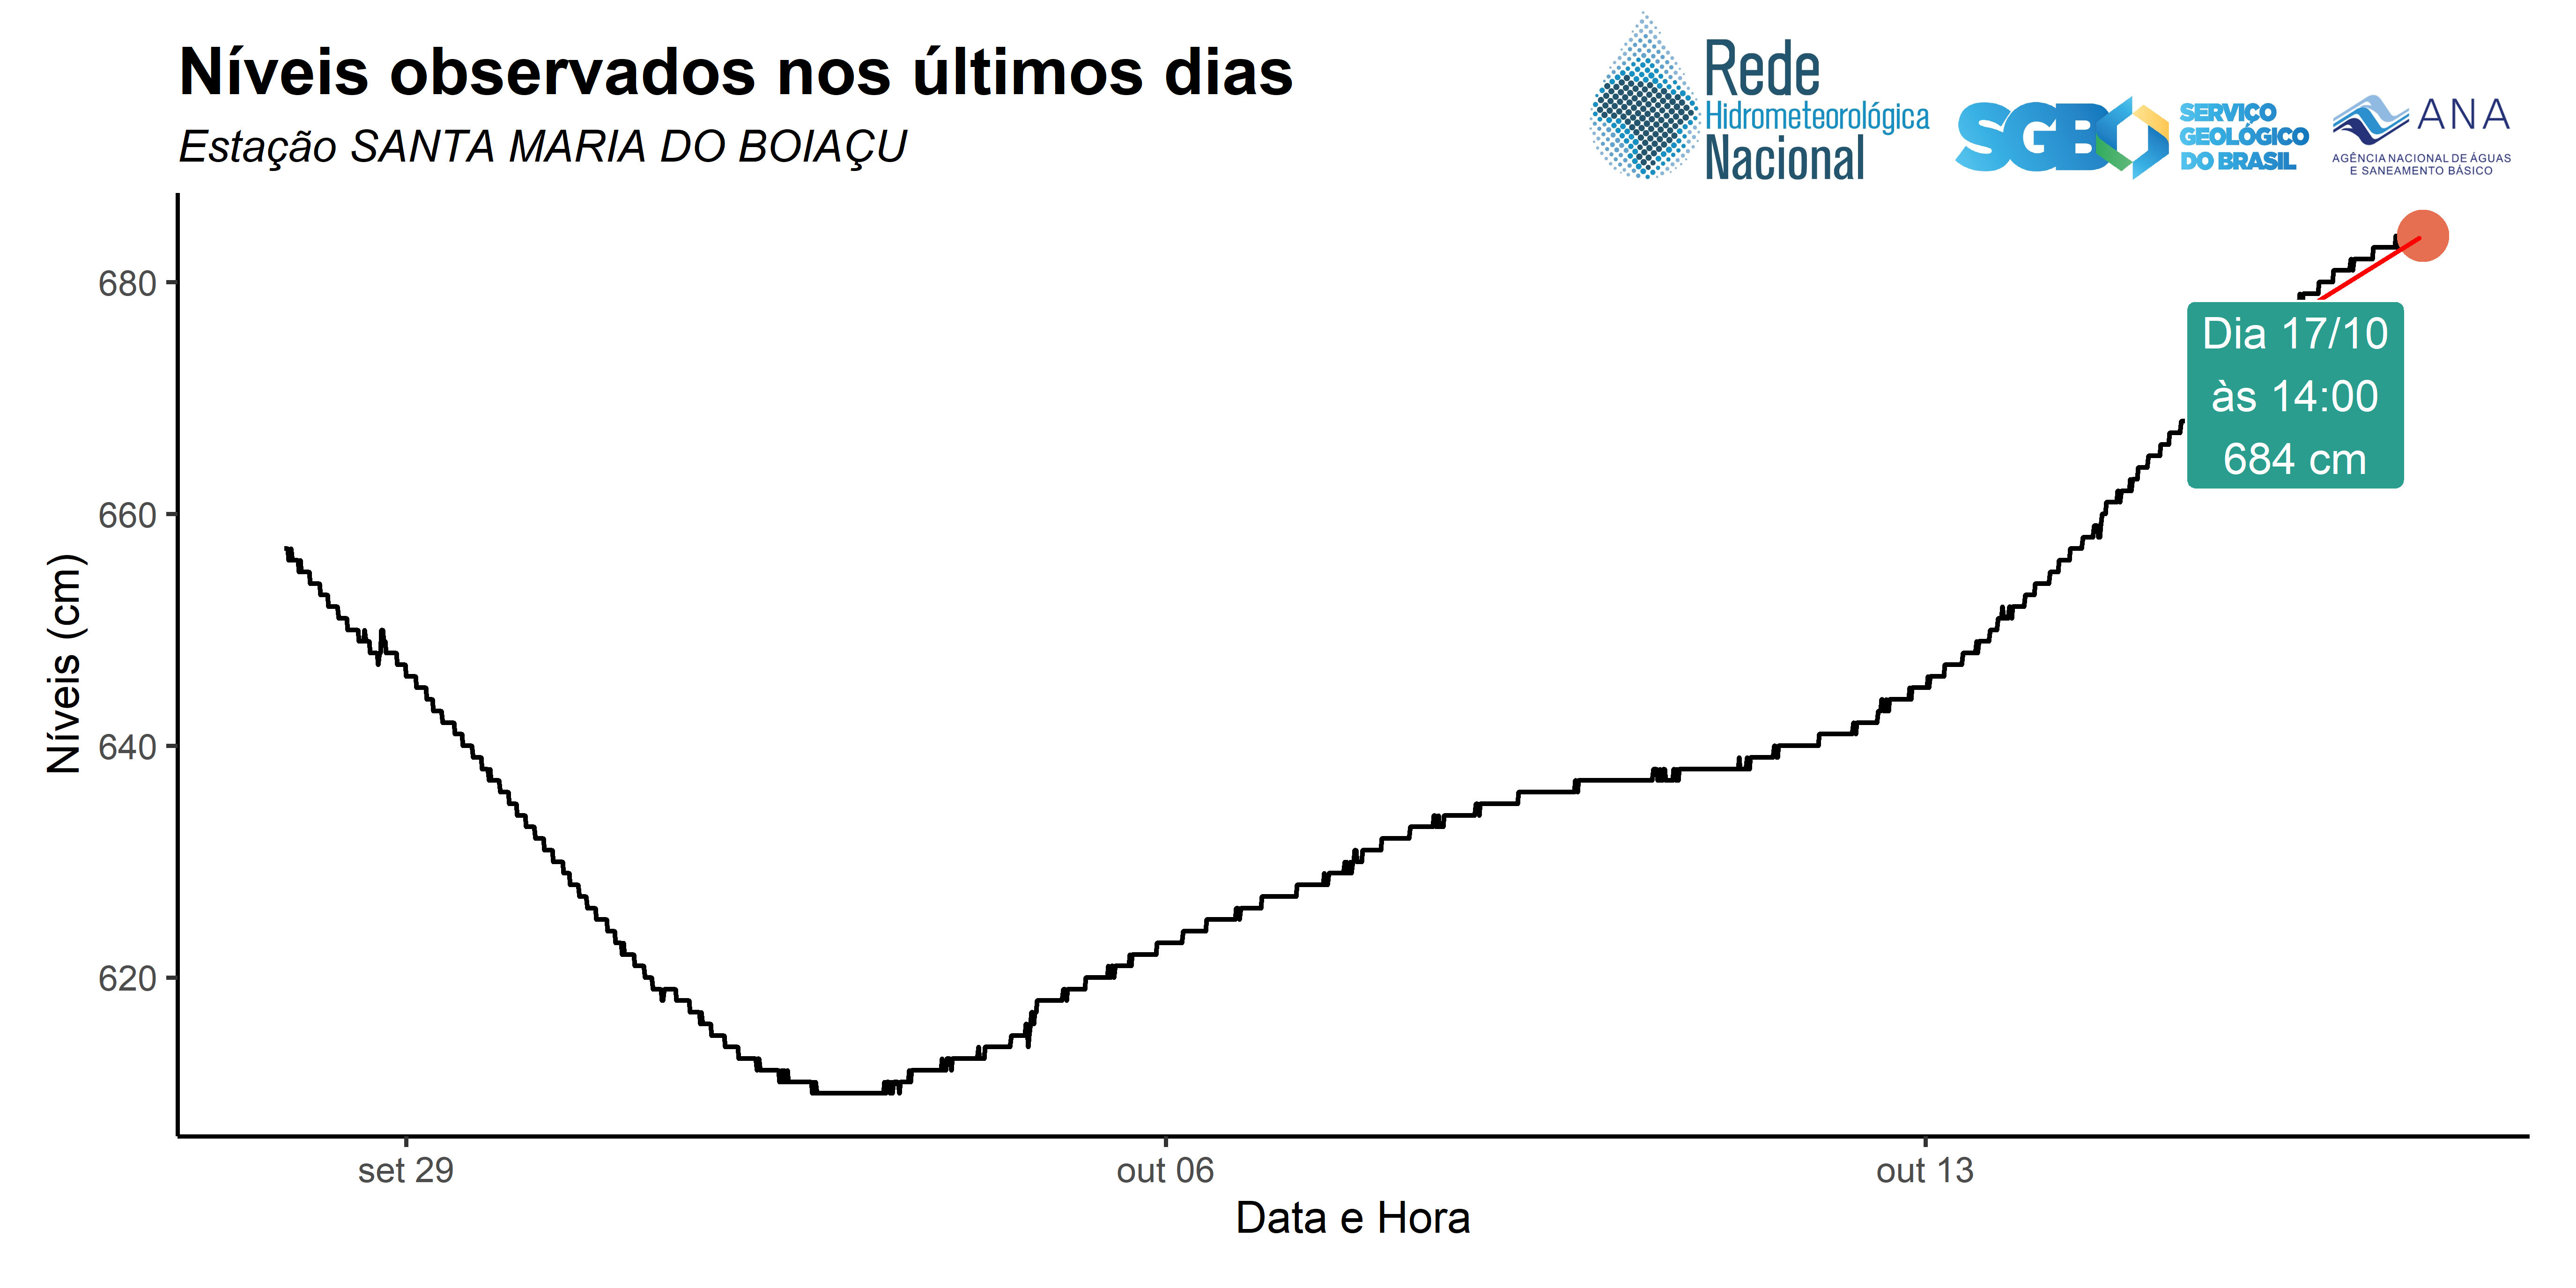 Níveis observados nos últimos dias
Estação SANTA MARIA DO BOIAÇU
Rede
Hidrometeorológica
Nacional
SGB
SERVIÇO
GEOLÓGICO
DO BRASIL
ANA
AGÊNCIA NACIONAL DE ÁGUAS
E SANEAMENTO BÁSICO
Níveis (cm)
680
660
640
620
Dia 17/10
às 14:00
684 cm
set 29
out 06
out 13
Data e Hora